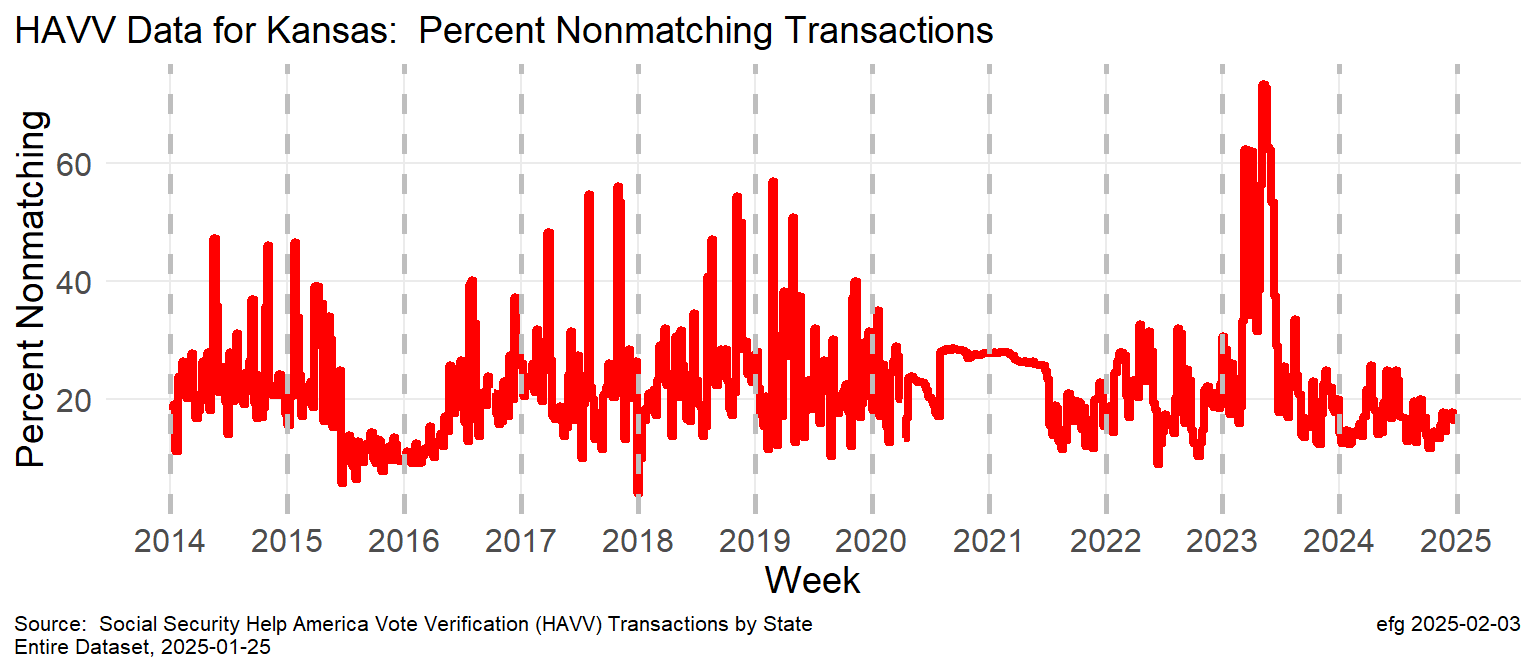 HAVV Data for Kansas:  Percent Nonmatching Transactions
Percent Nonmatching
60
40
20
2014 2015 2016 2017 2018 2019 2020 2021 2022 2023 2024 2025
Week
Source:  Social Security Help America Vote Verification (HAVV) Transactions by State
efg 2025-02-03
Entire Dataset, 2025-01-25